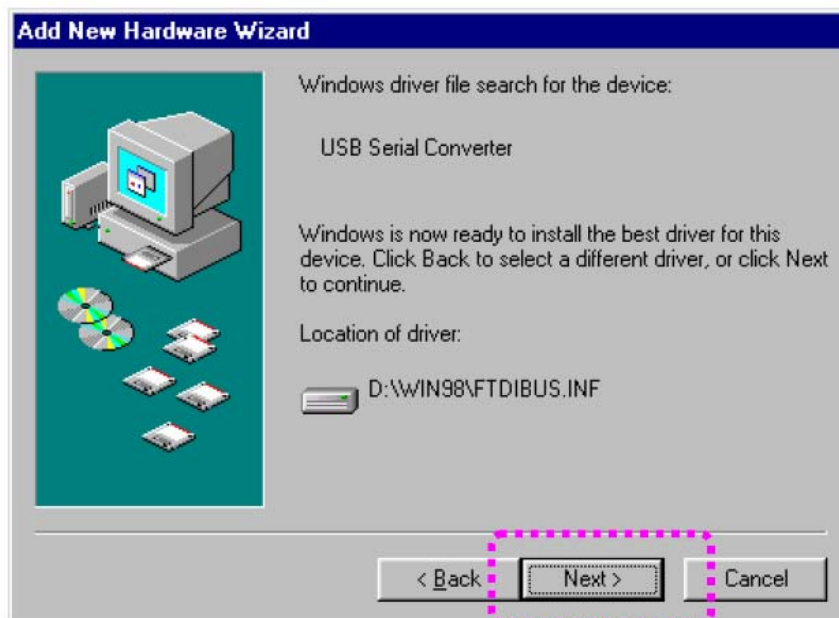 Add New Hardware Wizard
Windows driver file search for the device:
USB Serial Converter
Windows is now ready to install the best driver for this
device. Click Back to select a different driver, or click Next
to continue.
Location of driver:
D:\WIN98\FTDIBUS.INF
< Back
Next >
Cancel